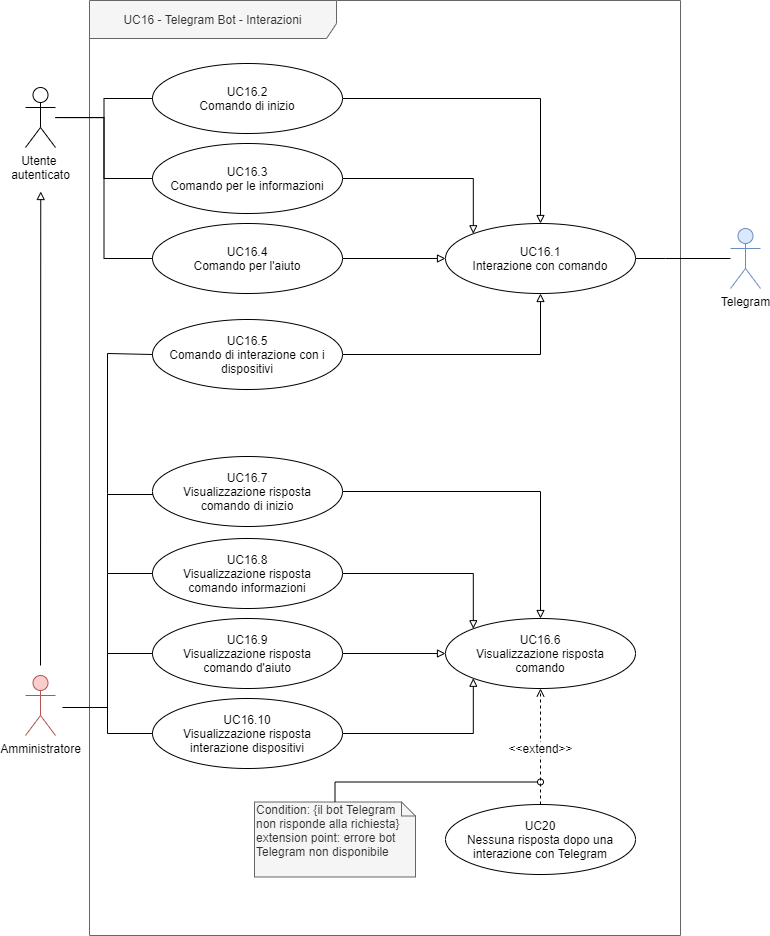 UC16 - Telegram Bot - Interazioni
UC16.2
Comando di inizio
Utente
autenticato
UC16.3
Comando per le informazioni
UC16.4
Comando per l'aiuto
UC16.1
Interazione con comando
Telegram
UC16.5
Comando di interazione con i
dispositivi
UC16.7
Visualizzazione risposta
comando di inizio
UC16.8
Visualizzazione risposta
comando informazioni
UC16.9
Visualizzazione risposta
comando d'aiuto
UC16.6
Visualizzazione risposta
comando
Amministratore
UC16.10
Visualizzazione risposta
interazione dispositivi
<<extend>>
Condition: {il bot Telegram
non risponde alla richiesta}
extension point: errore bot
Telegram non disponibile
UC20
Nessuna risposta dopo una
interazione con Telegram